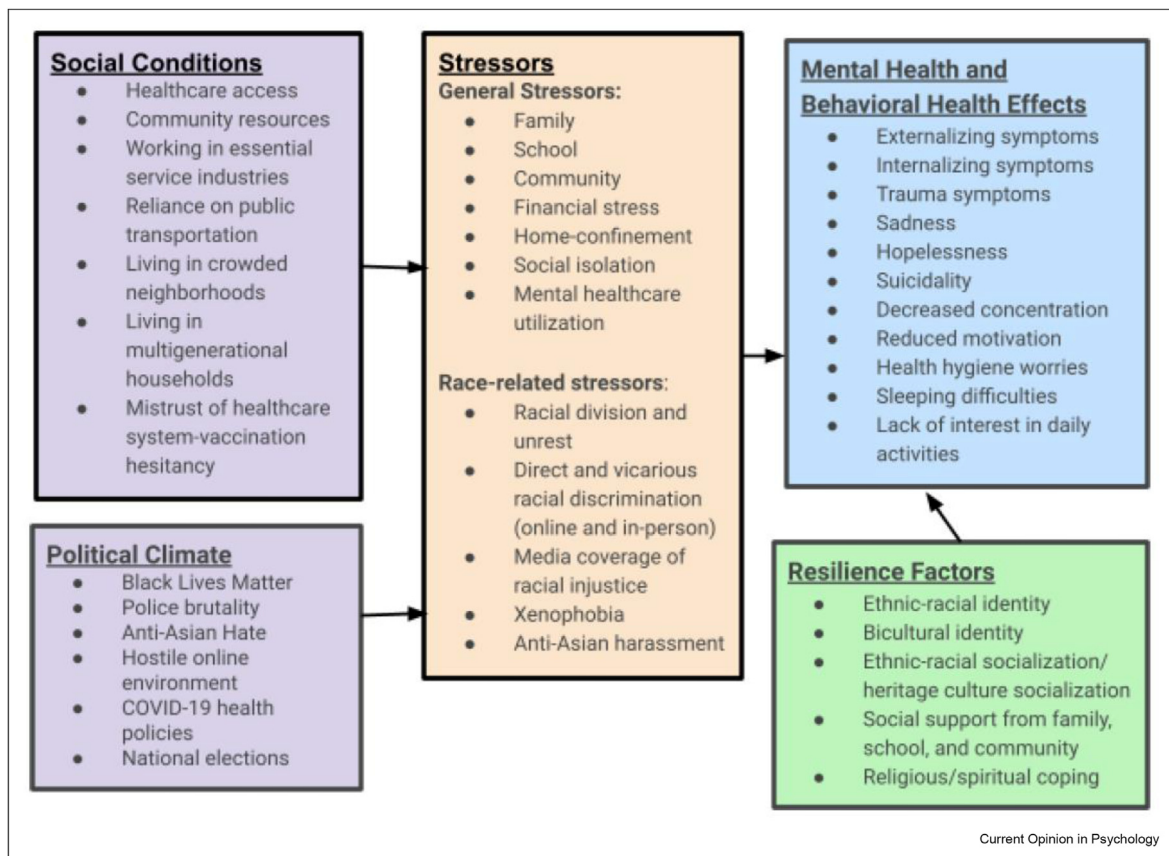 Social Conditions
● Healthcare access
● Community resources
● Working in essential
service industries
● Reliance on public
transportation
● Living in crowded
neighborhoods
● Living in
multigenerational
households
● Mistrust of healthcare
system-vaccination
hesitancy
Political Climate
● Black Lives Matter
● Police brutality
● Anti-Asian Hate
● Hostile online
environment
● COVID-19 health
policies
● National elections
Stressors
General Stressors:
● Family
● School
● Community
● Financial stress
● Home-confinement
● Social isolation
● Mental healthcare
utilization
Race-related stressors:
● Racial division and
unrest
● Direct and vicarious
racial discrimination
(online and in-person)
● Media coverage of
racial injustice
● Xenophobia
● Anti-Asian harassment
Mental Health and
Behavioral Health Effects
● Externalizing symptoms
● Internalizing symptoms
● Trauma symptoms
● Sadness
● Hopelessness
● Suicidality
● Decreased concentration
● Reduced motivation
● Health hygiene worries
● Sleeping difficulties
● Lack of interest in daily
activities
Resilience Factors
● Ethnic-racial identity
● Bicultural identity
● Ethnic-racial socialization/
heritage culture socialization
● Social support from family,
school, and community
● Religious/spiritual coping
Current Opinion in Psychology